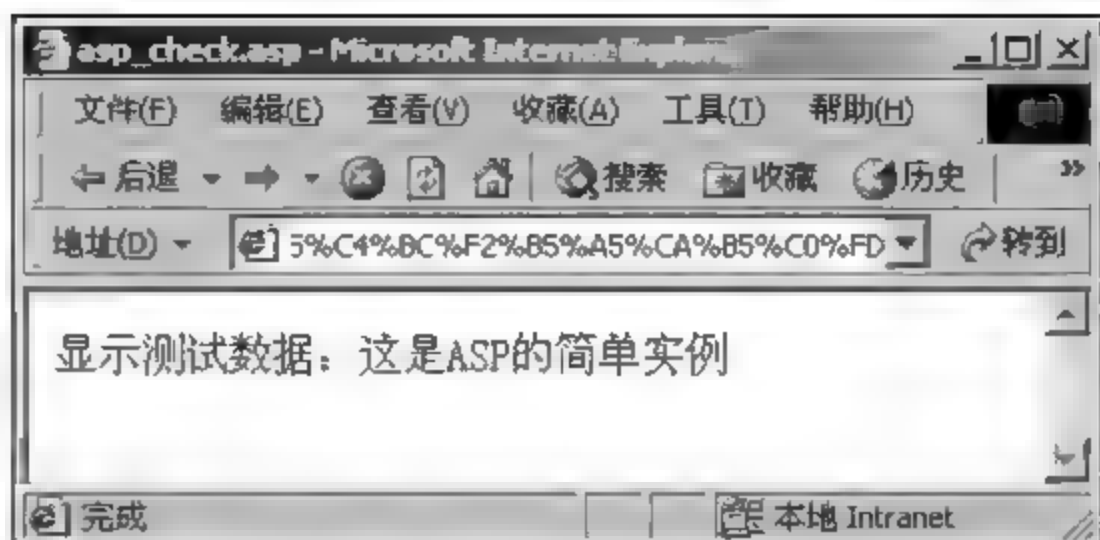 asp_check.asp - Microsoft Internet Explorer
文件(F) 编辑(E) 查看(V) 收藏(A) 工具(T) 帮助(H)
后退 搜索 收藏 历史 »
地址(D) 5%C4%BC%F2%B5%A5%CA%B5%C0%FD 转到
显示测试数据：这是ASP的简单实例
完成 本地 Intranet